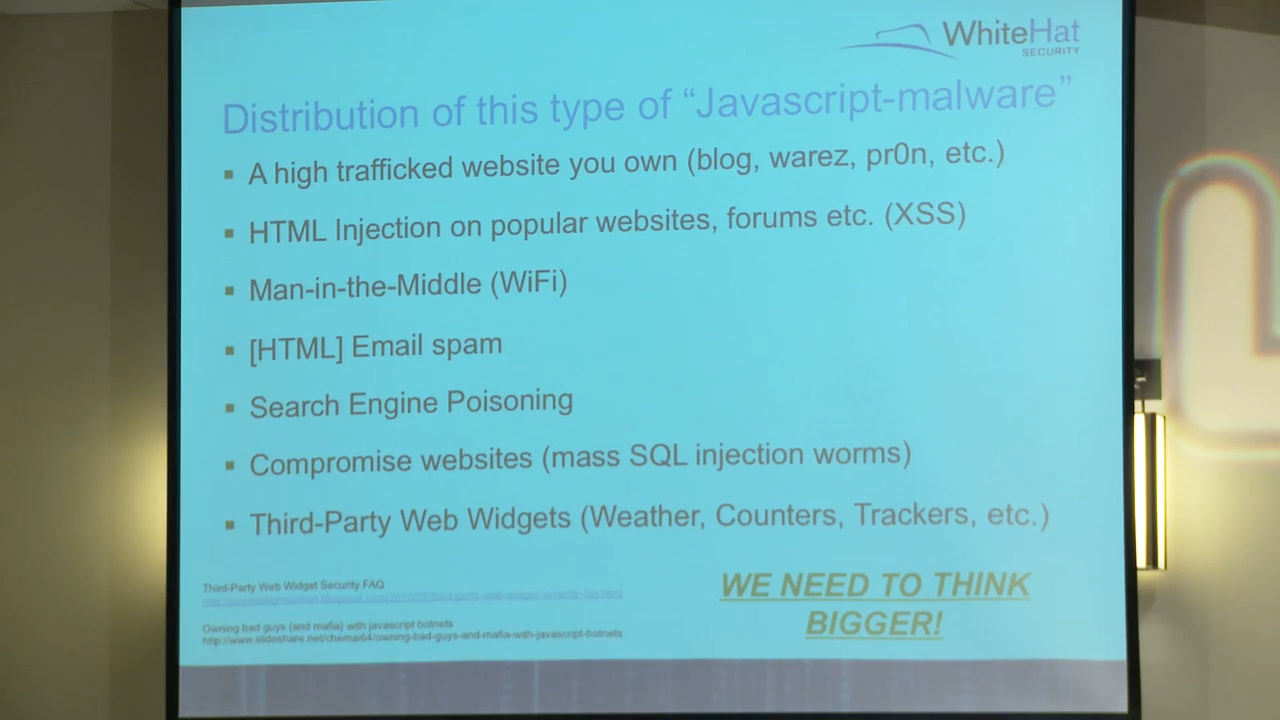 WhiteHat
SECURITY
Distribution of this type of “Javascript-malware”
▪ A high trafficked website you own (blog, warez, pr0n, etc.)
▪ HTML Injection on popular websites, forums etc. (XSS)
▪ Man-in-the-Middle (WiFi)
▪ [HTML] Email spam
▪ Search Engine Poisoning
▪ Compromise websites (mass SQL injection worms)
▪ Third-Party Web Widgets (Weather, Counters, Trackers, etc.)
Third-Party Web Widget Security FAQ
Owning bad guys (and mafia) with javascript botnets
http://www.slideshare.net/chemai64/owning-bad-guys-and-mafia-with-javascript-botnets
WE NEED TO THINK
BIGGER!